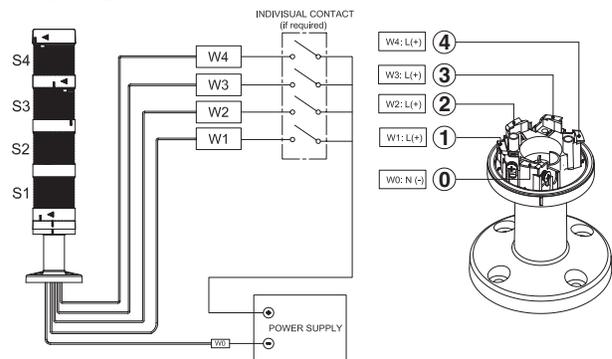 INDIVISUAL CONTACT
(if required)
S4
S3
S2
S1
W4
W3
W2
W1
W0
+
POWER SUPPLY
−
W4: L(+) 4
W3: L(+) 3
W2: L(+) 2
W1: L(+) 1
W0: N (-) 0